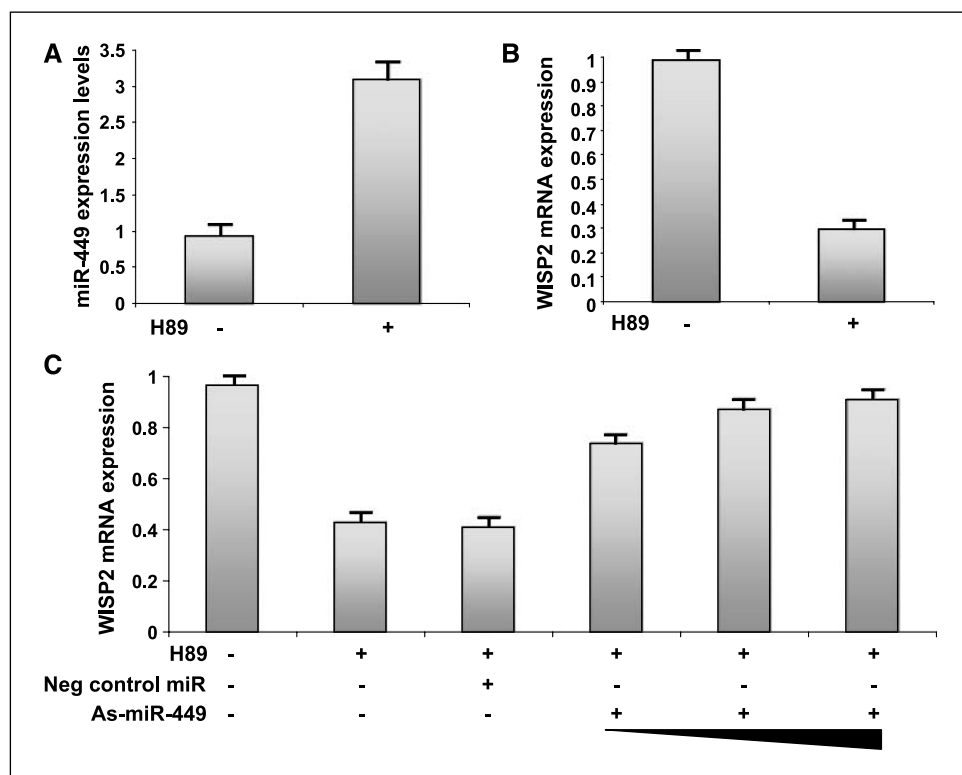 A
miR-449 expression levels
3.5
3
2.5
2
1.5
1
0.5
0
H89 - +
B
WISP2 mRNA expression
1
0.9
0.8
0.7
0.6
0.5
0.4
0.3
0.2
0.1
0
H89 - +
C
WISP2 mRNA expression
1
0.8
0.6
0.4
0.2
0
H89 - + + + + +
Neg control miR - - + - - -
As-miR-449 - - - + + +